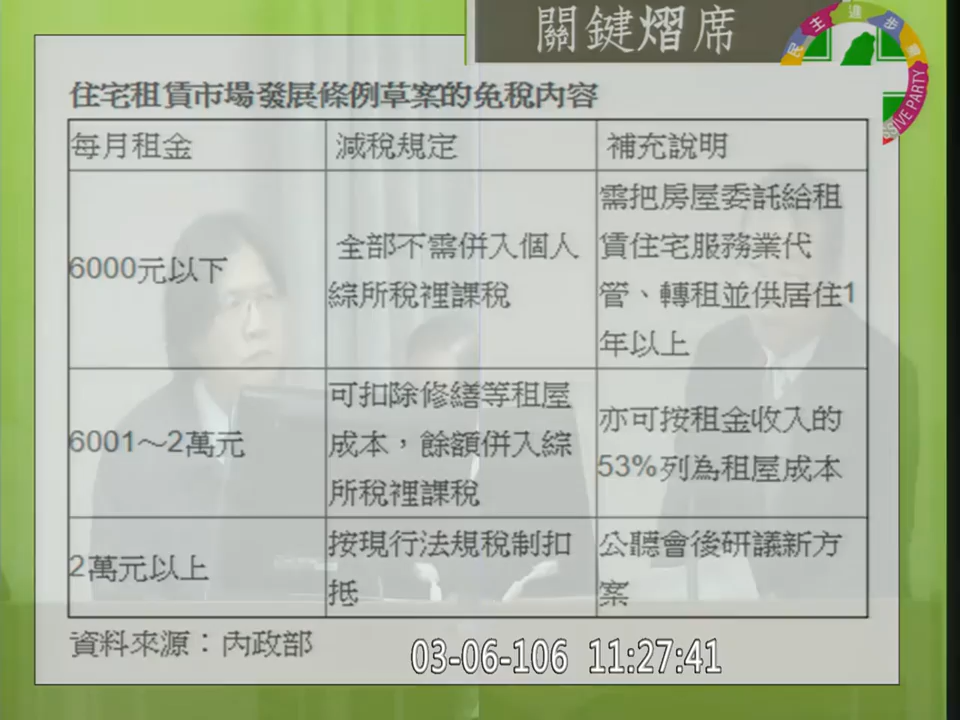 關鍵熠席
民主進步黨
SIVE PARTY
住宅租賃市場發展條例草案的免稅內容
每月租金 減稅規定 補充說明
6000元以下
全部不需併入個人
綜所稅裡課稅
需把房屋委託給租
賃住宅服務業代
管、轉租並供居住1
年以上
6001～2萬元
可扣除修繕等租屋
成本，餘額併入綜
所稅裡課稅
亦可按租金收入的
53%列為租屋成本
2萬元以上
按現行法規稅制扣
抵
公聽會後研議新方
案
資料來源：內政部
03-06-106 11:27:41